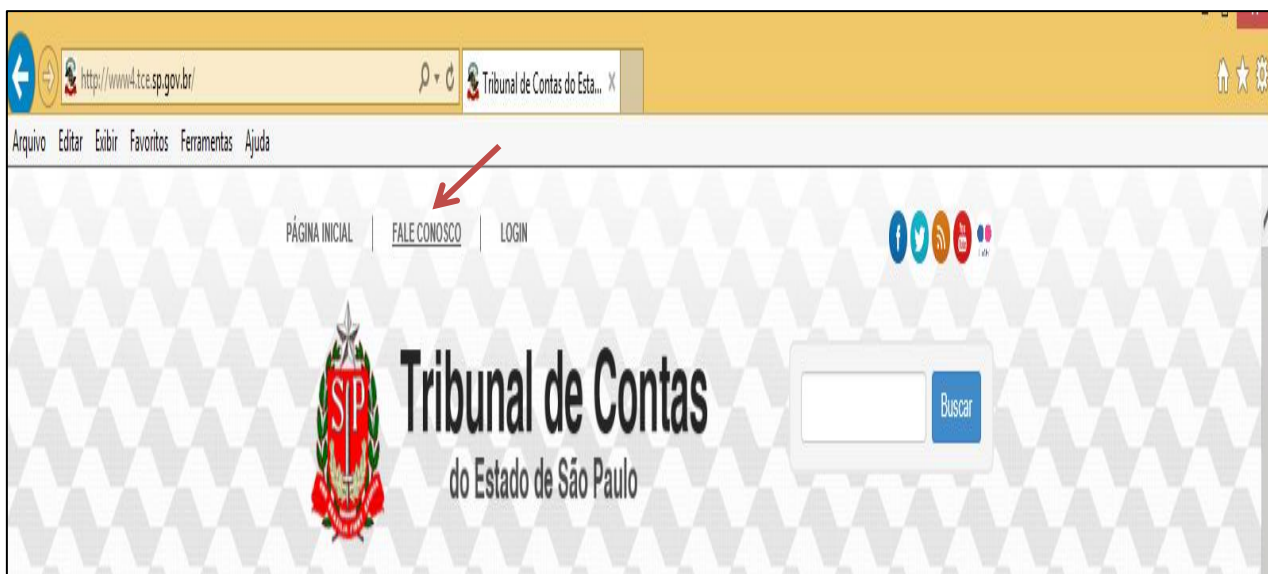 http://www4.tce.sp.gov.br/
Tribunal de Contas do Esta...
Arquivo Editar Exibir Favoritos Ferramentas Ajuda
PÁGINA INICIAL FALE CONOSCO LOGIN
Tribunal de Contas
do Estado de São Paulo
SP
Buscar